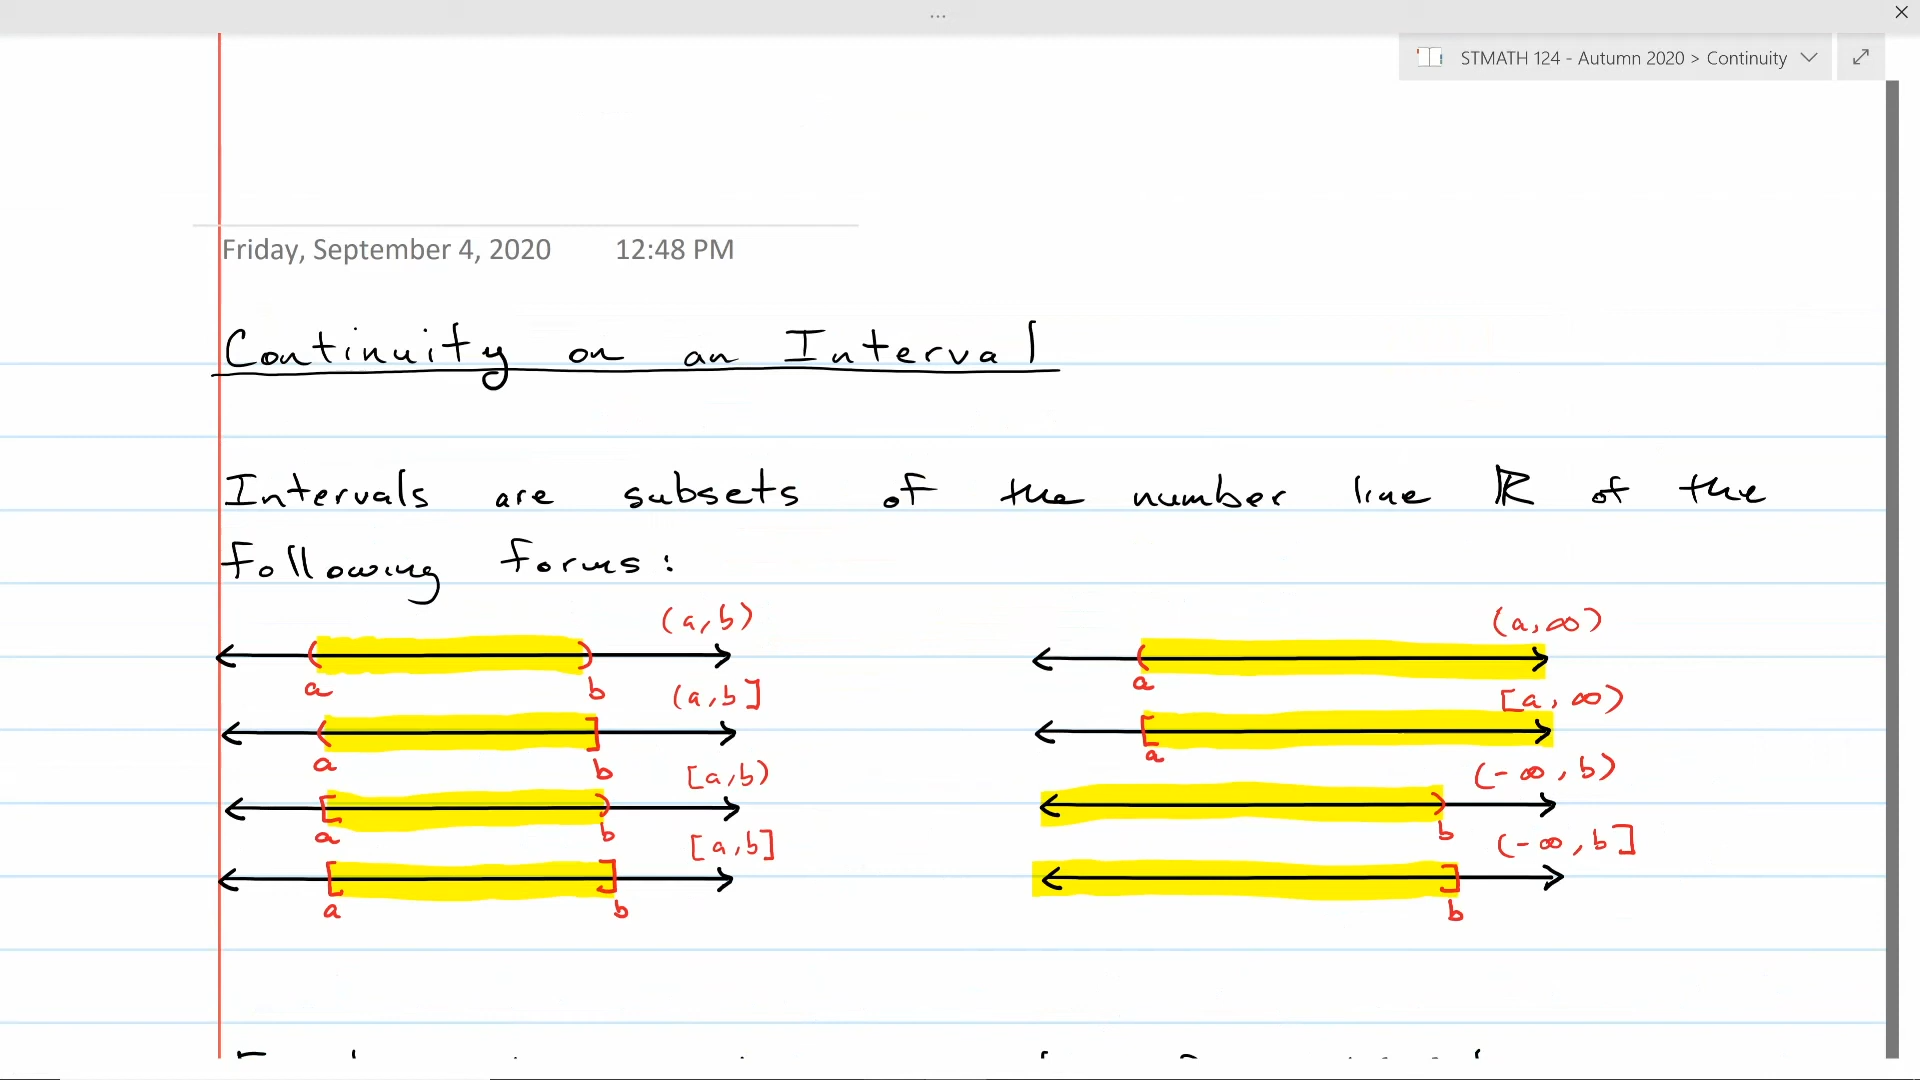 STMATH 124 - Autumn 2020 > Continuity
Friday, September 4, 2020 12:48 PM
Continuity on an Interval
Intervals are subsets of the number line ℝ of the
following forms:
(a,b)
a b
(a,b]
a b
[a,b)
a b
[a,b]
a b
(a,∞)
a
[a,∞)
a
(-∞,b)
b
(-∞,b]
b